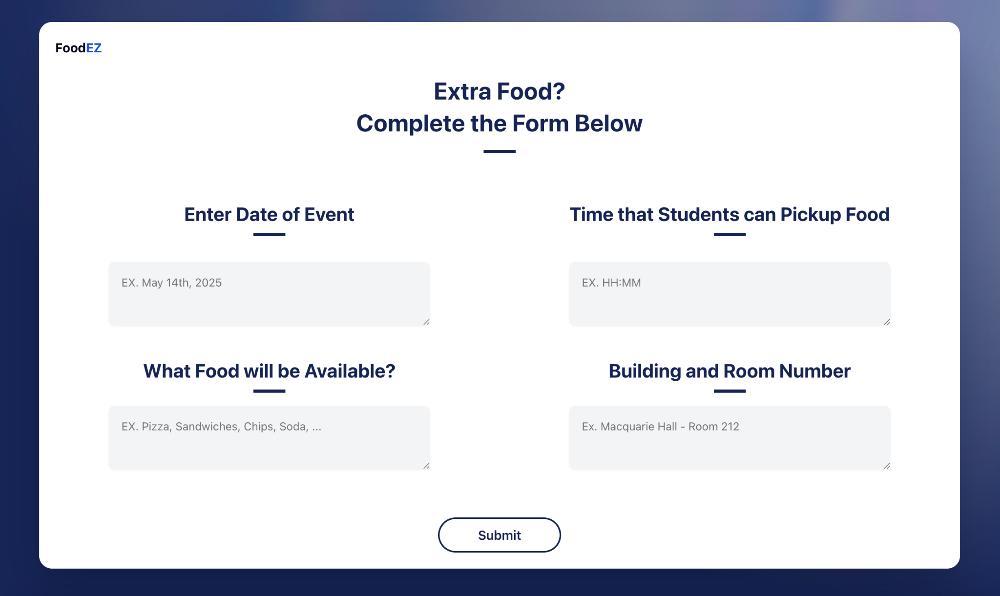 FoodEZ
Extra Food?
Complete the Form Below
Enter Date of Event
Time that Students can Pickup Food
EX. May 14th, 2025
EX. HH:MM
What Food will be Available?
Building and Room Number
EX. Pizza, Sandwiches, Chips, Soda, ...
Ex. Macquarie Hall - Room 212
Submit